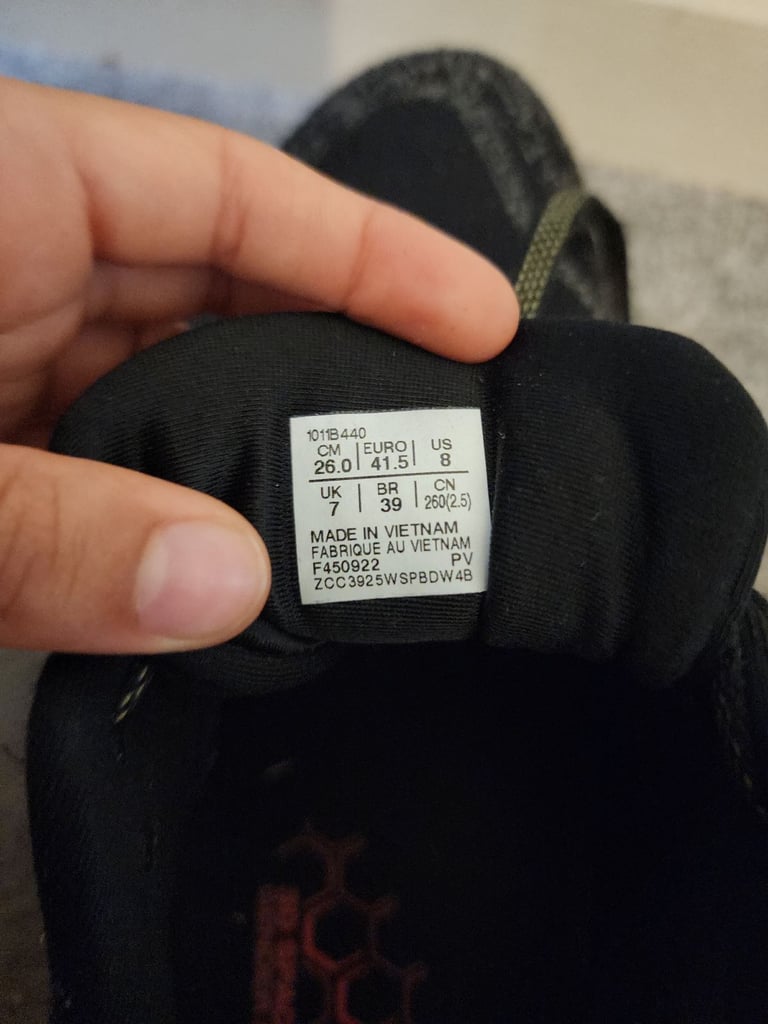 1011B440
CM EURO US
26.0 41.5 8
UK BR CN
7 39 260(2.5)
MADE IN VIETNAM
FABRIQUE AU VIETNAM
F450922 PV
ZCC3925WSPBDW4B